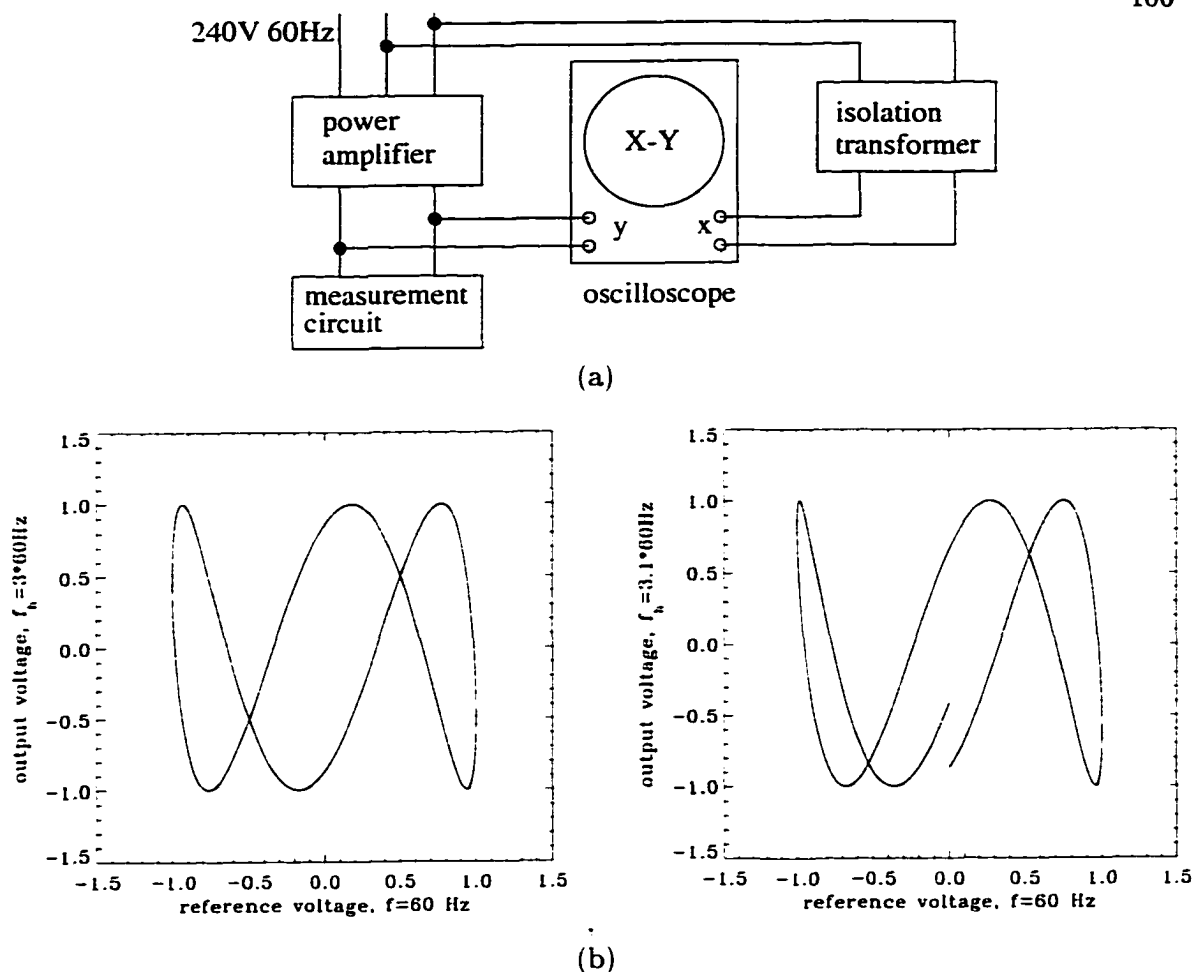 100
240V 60Hz
power
amplifier
X-Y
isolation
transformer
y
x
measurement
circuit
oscilloscope
(a)
output voltage, f_h=3*60Hz
1.5
1.0
0.5
0.0
-0.5
-1.0
-1.5
-1.5 -1.0 -0.5 0.0 0.5 1.0 1.5
reference voltage, f=60 Hz
output voltage, f_h=3.1*60Hz
1.5
1.0
0.5
0.0
-0.5
-1.0
-1.5
-1.5 -1.0 -0.5 0.0 0.5 1.0 1.5
reference voltage, f=60 Hz
(b)